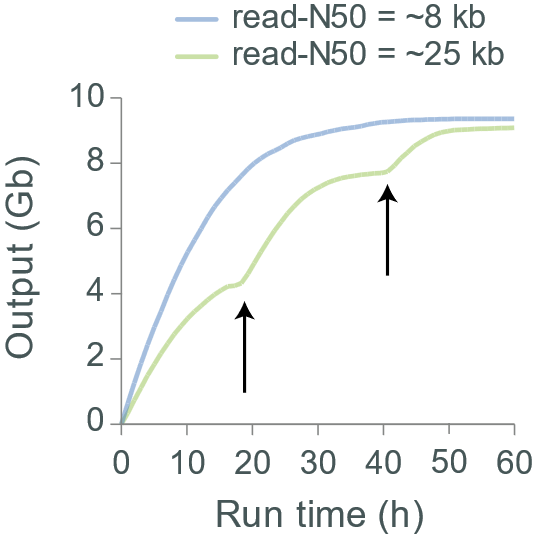 read-N50 = ~8 kb
read-N50 = ~25 kb
Output (Gb)
10
8
6
4
2
0
0 10 20 30 40 50 60
Run time (h)